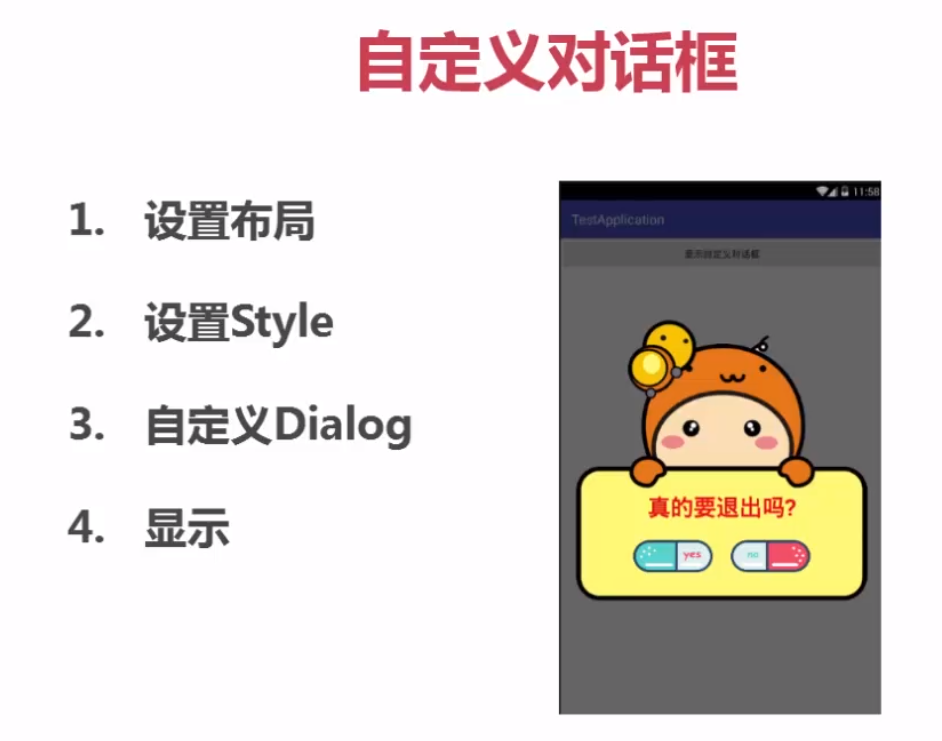 自定义对话框
1. 设置布局
2. 设置Style
3. 自定义Dialog
4. 显示
11:58
TestApplication
显示自定义对话框
真的要退出吗?
yes no